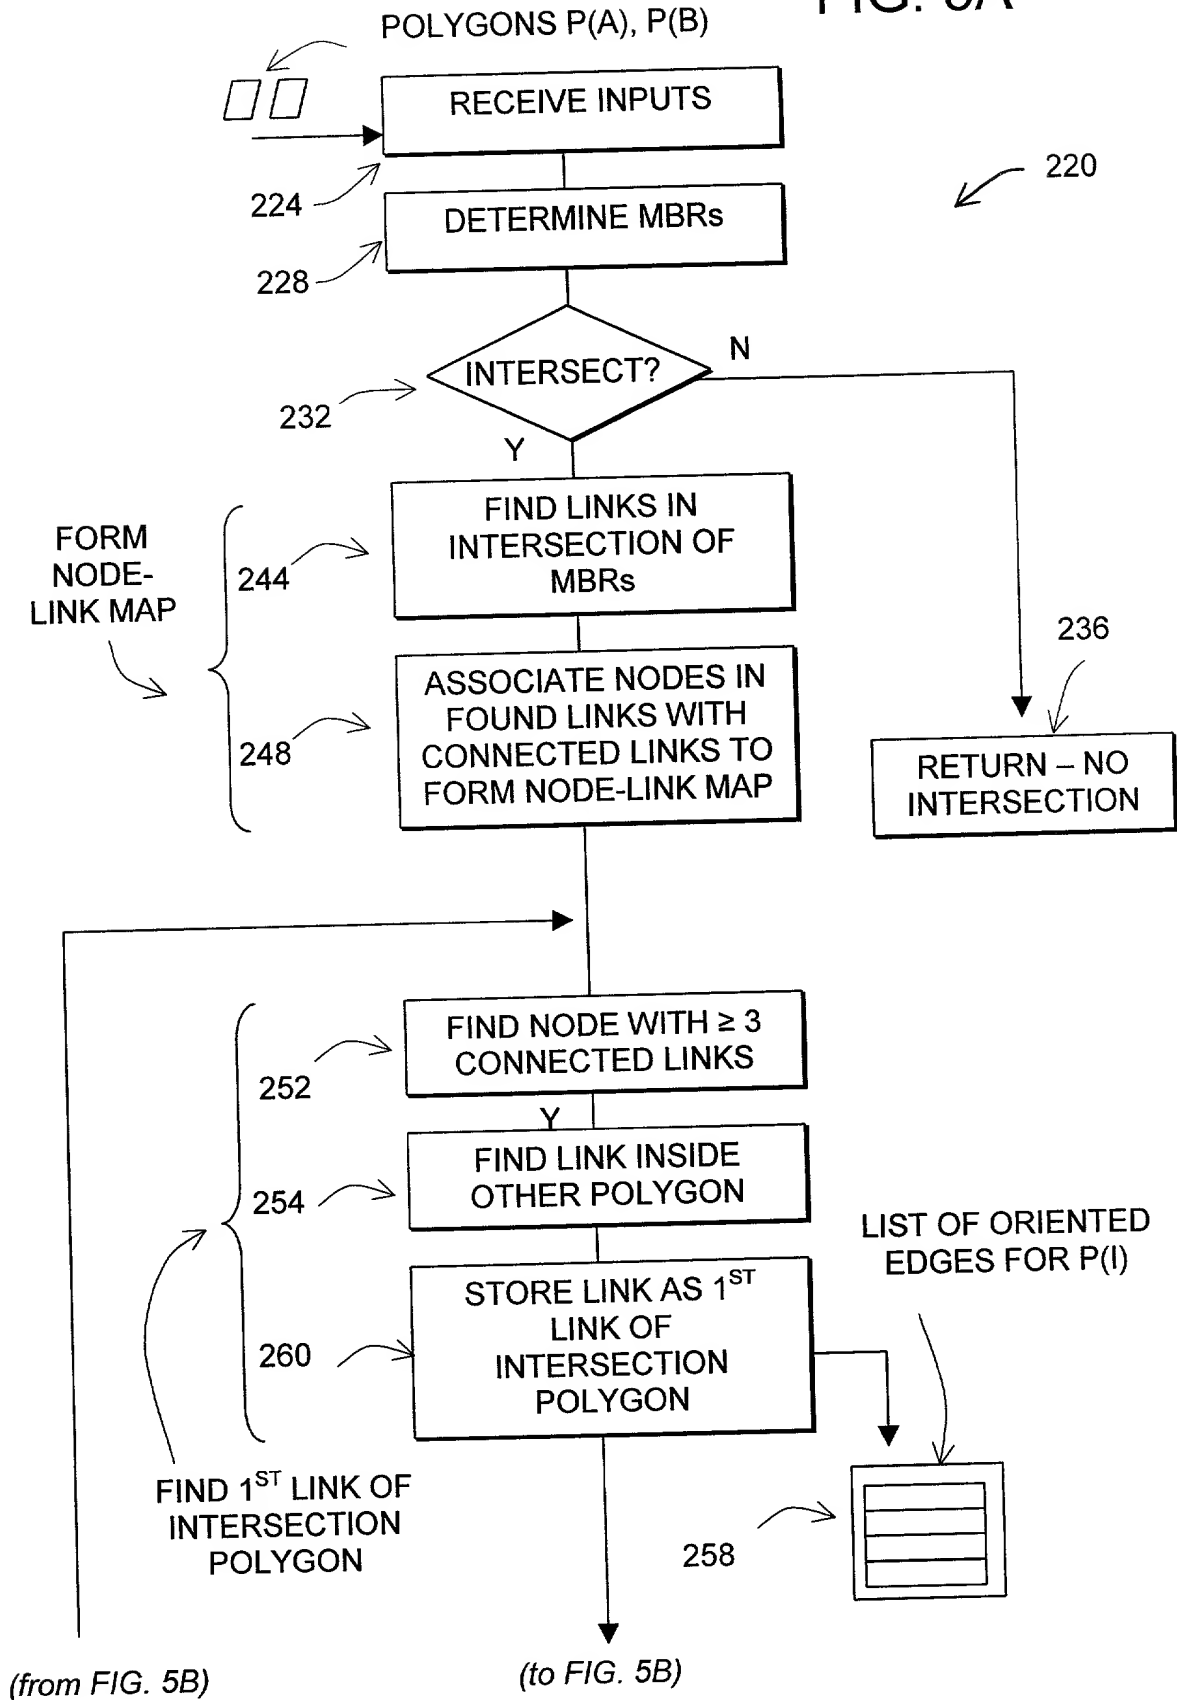 FIG. 5A
POLYGONS P(A), P(B)
RECEIVE INPUTS
220
224
DETERMINE MBRs
228
INTERSECT?
N
232
Y
FIND LINKS IN
INTERSECTION OF
MBRs
FORM
NODE-
LINK MAP
244
236
ASSOCIATE NODES IN
FOUND LINKS WITH
CONNECTED LINKS TO
FORM NODE-LINK MAP
248
RETURN – NO
INTERSECTION
FIND NODE WITH ≥ 3
CONNECTED LINKS
252
Y
FIND LINK INSIDE
OTHER POLYGON
254
LIST OF ORIENTED
EDGES FOR P(I)
STORE LINK AS 1ST
LINK OF
INTERSECTION
POLYGON
260
FIND 1ST LINK OF
INTERSECTION
POLYGON
258
(from FIG. 5B)
(to FIG. 5B)